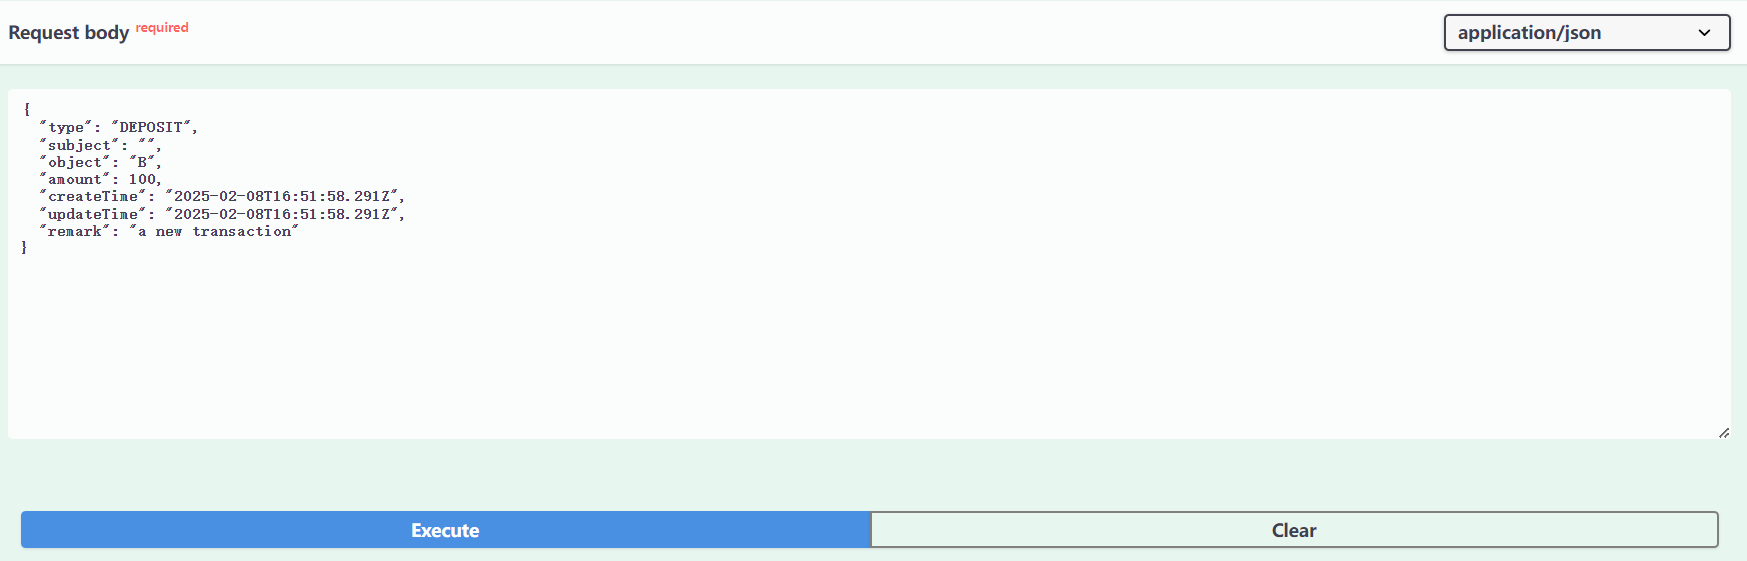 Request body required
application/json
{
"type": "DEPOSIT",
"subject": "",
"object": "B",
"amount": 100,
"createTime": "2025-02-08T16:51:58.291Z",
"updateTime": "2025-02-08T16:51:58.291Z",
"remark": "a new transaction"
}
Execute
Clear